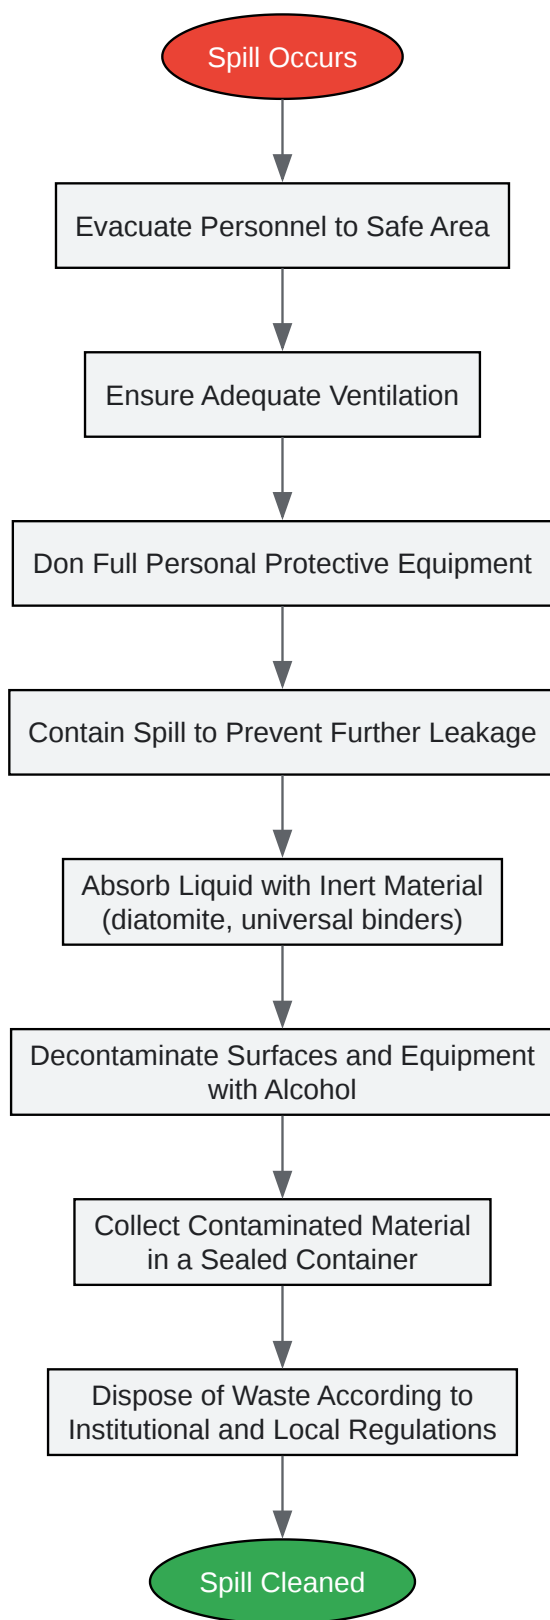 Spill Occurs
Evacuate Personnel to Safe Area
Ensure Adequate Ventilation
Don Full Personal Protective Equipment
Contain Spill to Prevent Further Leakage
Absorb Liquid with Inert Material
(diatomite, universal binders)
Decontaminate Surfaces and Equipment
with Alcohol
Collect Contaminated Material
in a Sealed Container
Dispose of Waste According to
Institutional and Local Regulations
Spill Cleaned